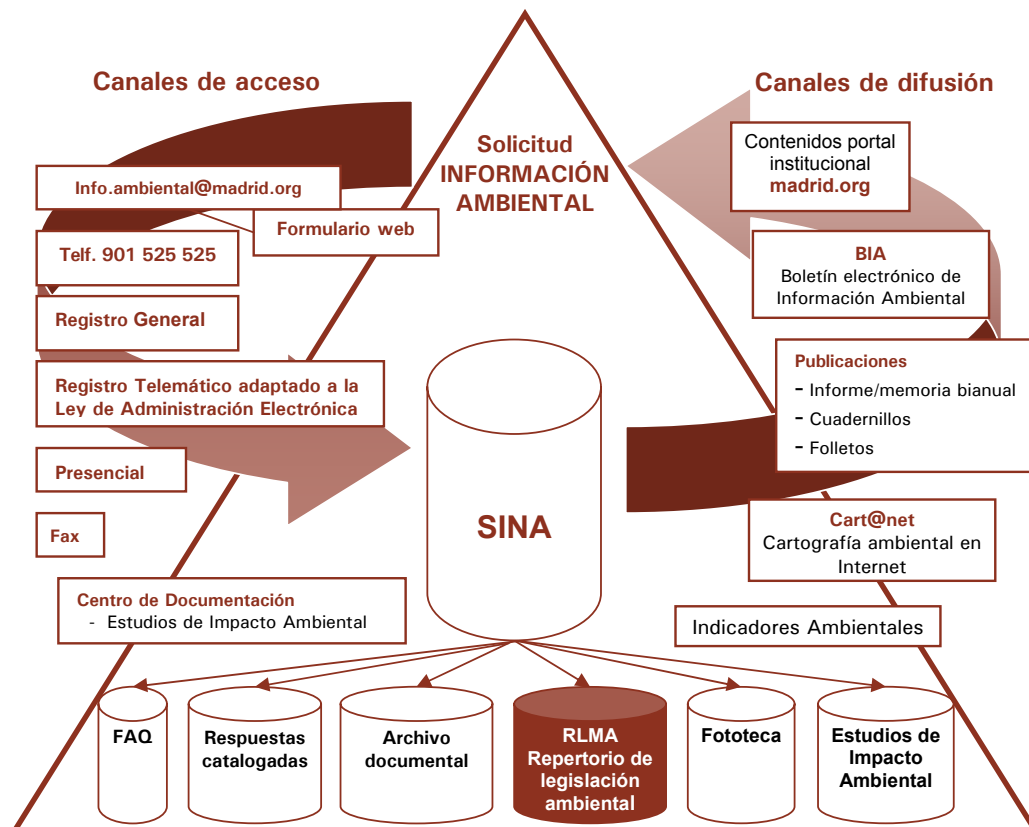 Canales de acceso
Canales de difusión
Solicitud
INFORMACIÓN
AMBIENTAL
Info.ambiental@madrid.org
Formulario web
Telf. 901 525 525
Registro General
Registro Telemático adaptado a la
Ley de Administración Electrónica
Presencial
Fax
Centro de Documentación
- Estudios de Impacto Ambiental
Contenidos portal
institucional
madrid.org
BIA
Boletín electrónico de
Información Ambiental
Publicaciones
- Informe/memoria bianual
- Cuadernillos
- Folletos
Cart@net
Cartografía ambiental en
Internet
Indicadores Ambientales
SINA
FAQ
Respuestas
catalogadas
Archivo
documental
RLMA
Repertorio de
legislación
ambiental
Fototeca
Estudios de
Impacto
Ambiental